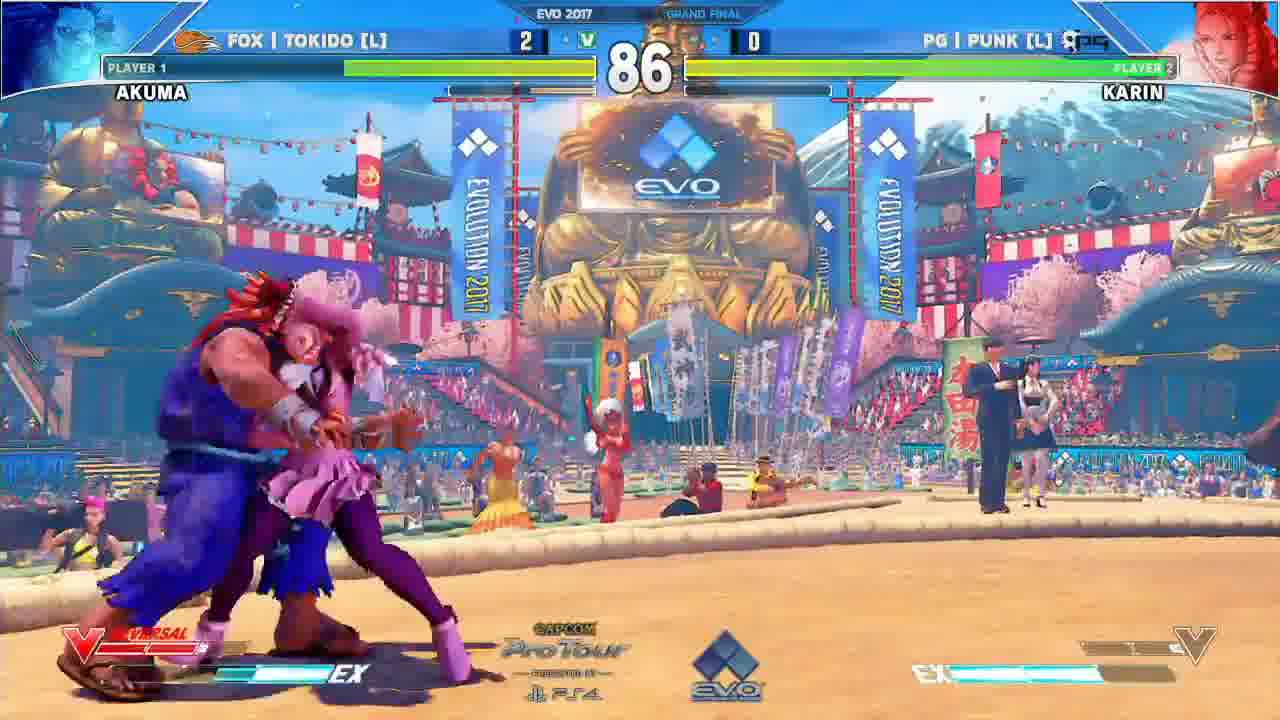 EVO 2017
GRAND FINAL
FOX | TOKIDO [L]
2
V
86
0
PG | PUNK [L]
PLAYER 1
PLAYER 2
AKUMA
KARIN
EVO
EVOLUTION 2017
EVOLUTION 2017
V
EX
CAPCOM
Pro Tour
PS4
EVO
EX
V